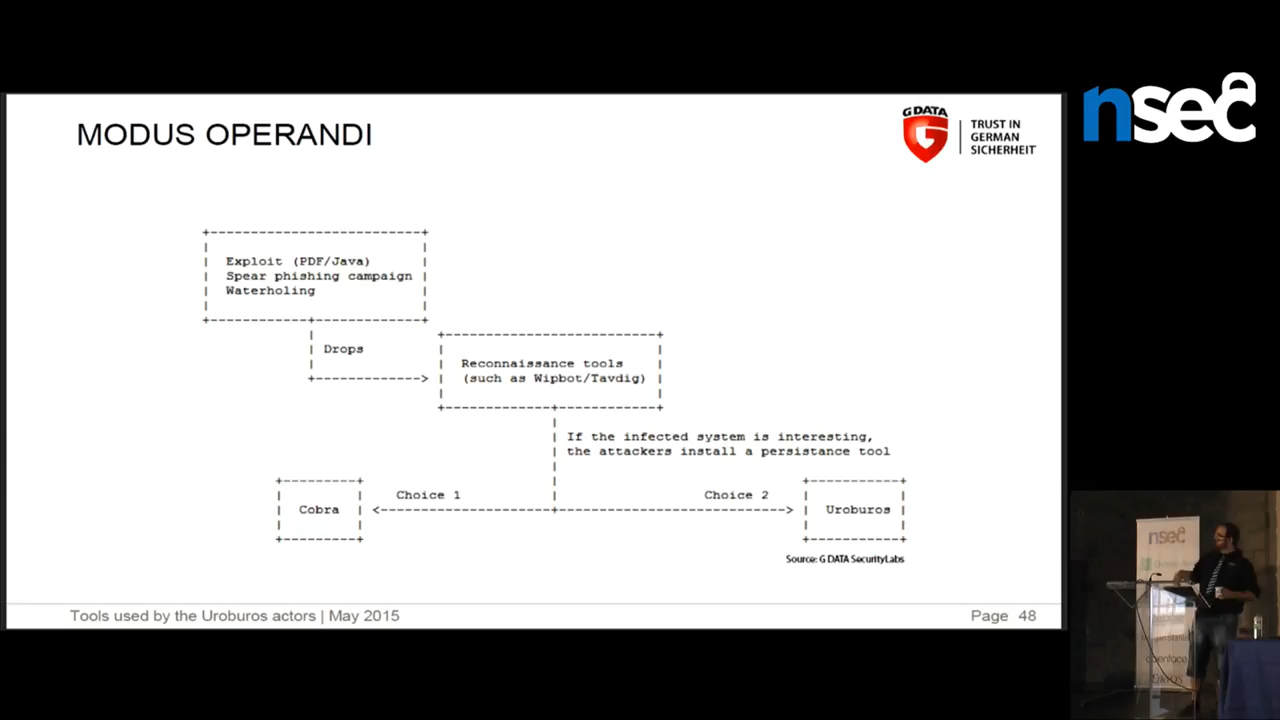 MODUS OPERANDI
G DATA
TRUST IN
GERMAN
SICHERHEIT
nsec
Exploit (PDF/Java)
Spear phishing campaign
Waterholing
Drops
Reconnaissance tools
(such as Wipbot/Tavdig)
If the infected system is interesting,
the attackers install a persistance tool
Choice 1
Choice 2
Cobra
Uroburos
Source: G DATA SecurityLabs
Tools used by the Uroburos actors | May 2015
Page 48
nsec